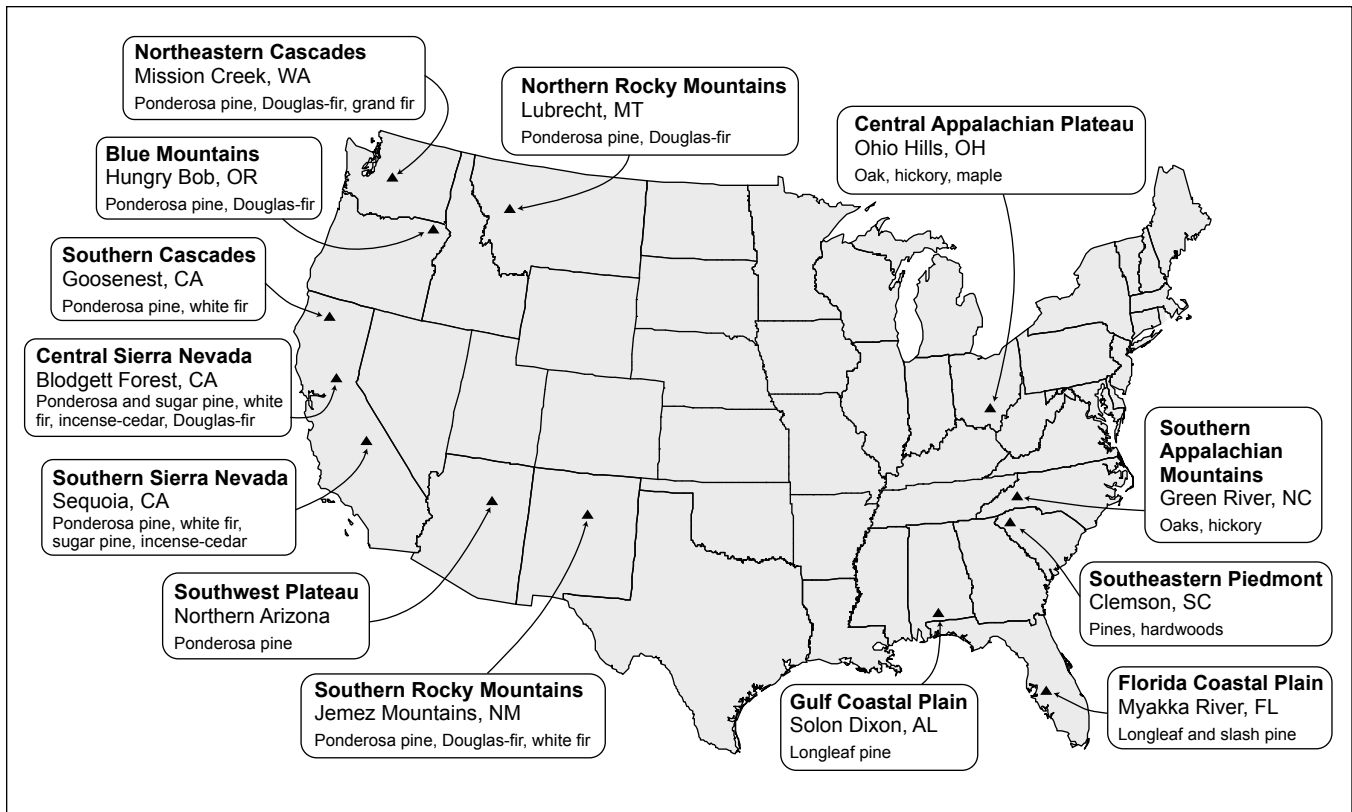 Northeastern Cascades
Mission Creek, WA
Ponderosa pine, Douglas-fir, grand fir
Northern Rocky Mountains
Lubrecht, MT
Ponderosa pine, Douglas-fir
Central Appalachian Plateau
Ohio Hills, OH
Oak, hickory, maple
Blue Mountains
Hungry Bob, OR
Ponderosa pine, Douglas-fir
Southern Cascades
Goosenest, CA
Ponderosa pine, white fir
Central Sierra Nevada
Blodgett Forest, CA
Ponderosa and sugar pine, white
fir, incense-cedar, Douglas-fir
Southern Sierra Nevada
Sequoia, CA
Ponderosa pine, white fir,
sugar pine, incense-cedar
Southwest Plateau
Northern Arizona
Ponderosa pine
Southern Rocky Mountains
Jemez Mountains, NM
Ponderosa pine, Douglas-fir, white fir
Southern
Appalachian
Mountains
Green River, NC
Oaks, hickory
Southeastern Piedmont
Clemson, SC
Pines, hardwoods
Gulf Coastal Plain
Solon Dixon, AL
Longleaf pine
Florida Coastal Plain
Myakka River, FL
Longleaf and slash pine